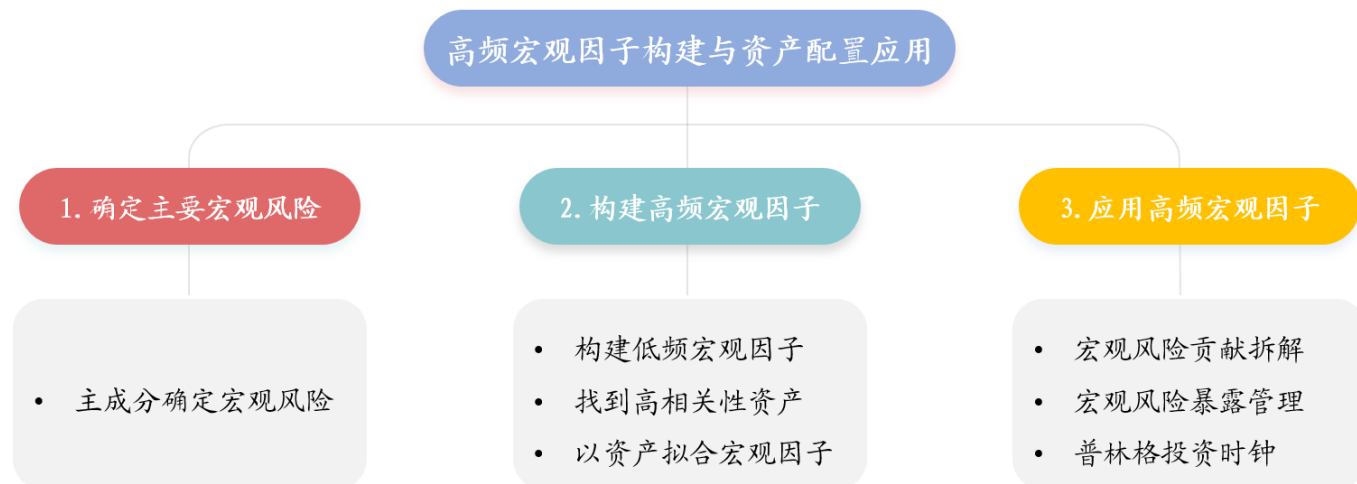 高频宏观因子构建与资产配置应用
1. 确定主要宏观风险
2. 构建高频宏观因子
3. 应用高频宏观因子
• 主成分确定宏观风险
• 构建低频宏观因子
• 找到高相关性资产
• 以资产拟合宏观因子
• 宏观风险贡献拆解
• 宏观风险暴露管理
• 普林格投资时钟